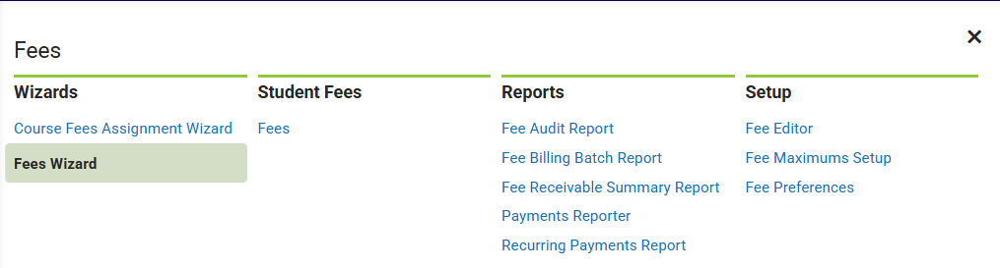 Fees
×
Wizards
Course Fees Assignment Wizard
Fees Wizard
Student Fees
Fees
Reports
Fee Audit Report
Fee Billing Batch Report
Fee Receivable Summary Report
Payments Reporter
Recurring Payments Report
Setup
Fee Editor
Fee Maximums Setup
Fee Preferences